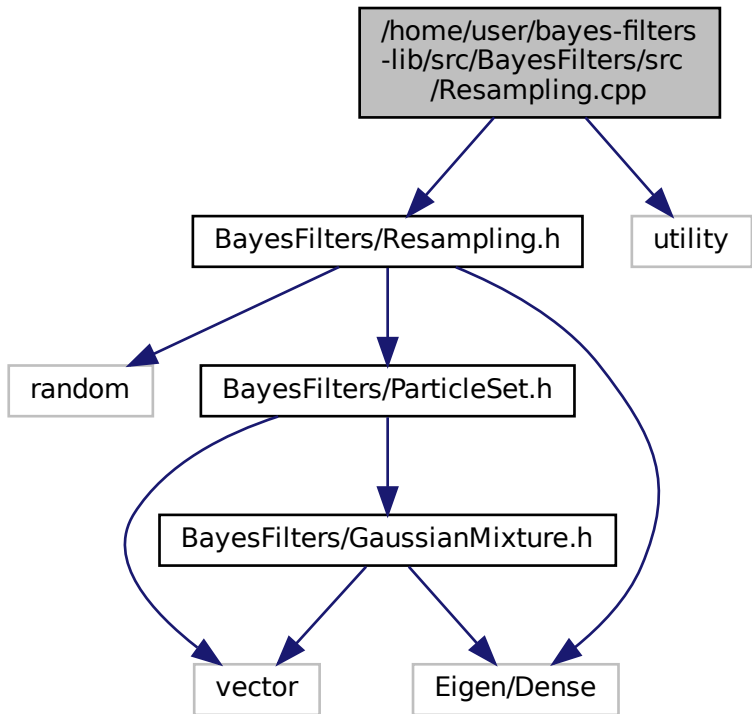 /home/user/bayes-filters
-lib/src/BayesFilters/src
/Resampling.cpp
BayesFilters/Resampling.h
utility
random
BayesFilters/ParticleSet.h
BayesFilters/GaussianMixture.h
vector
Eigen/Dense